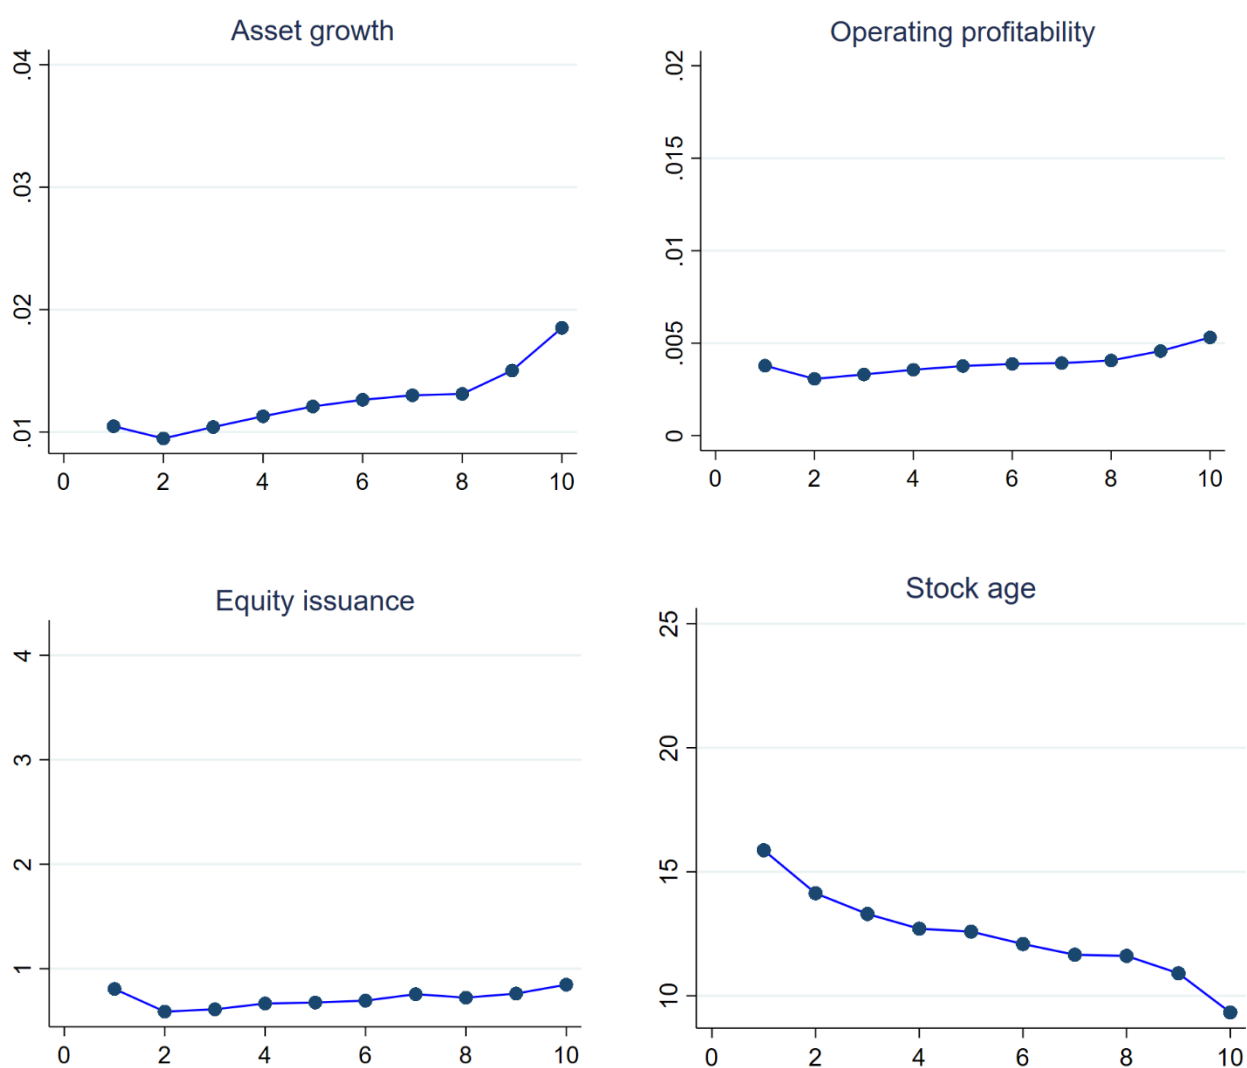 Asset growth
.04
.03
.02
.01
0 2 4 6 8 10
Operating profitability
.02
.015
.01
.005
0
0 2 4 6 8 10
Equity issuance
4
3
2
1
0 2 4 6 8 10
Stock age
25
20
15
10
0 2 4 6 8 10